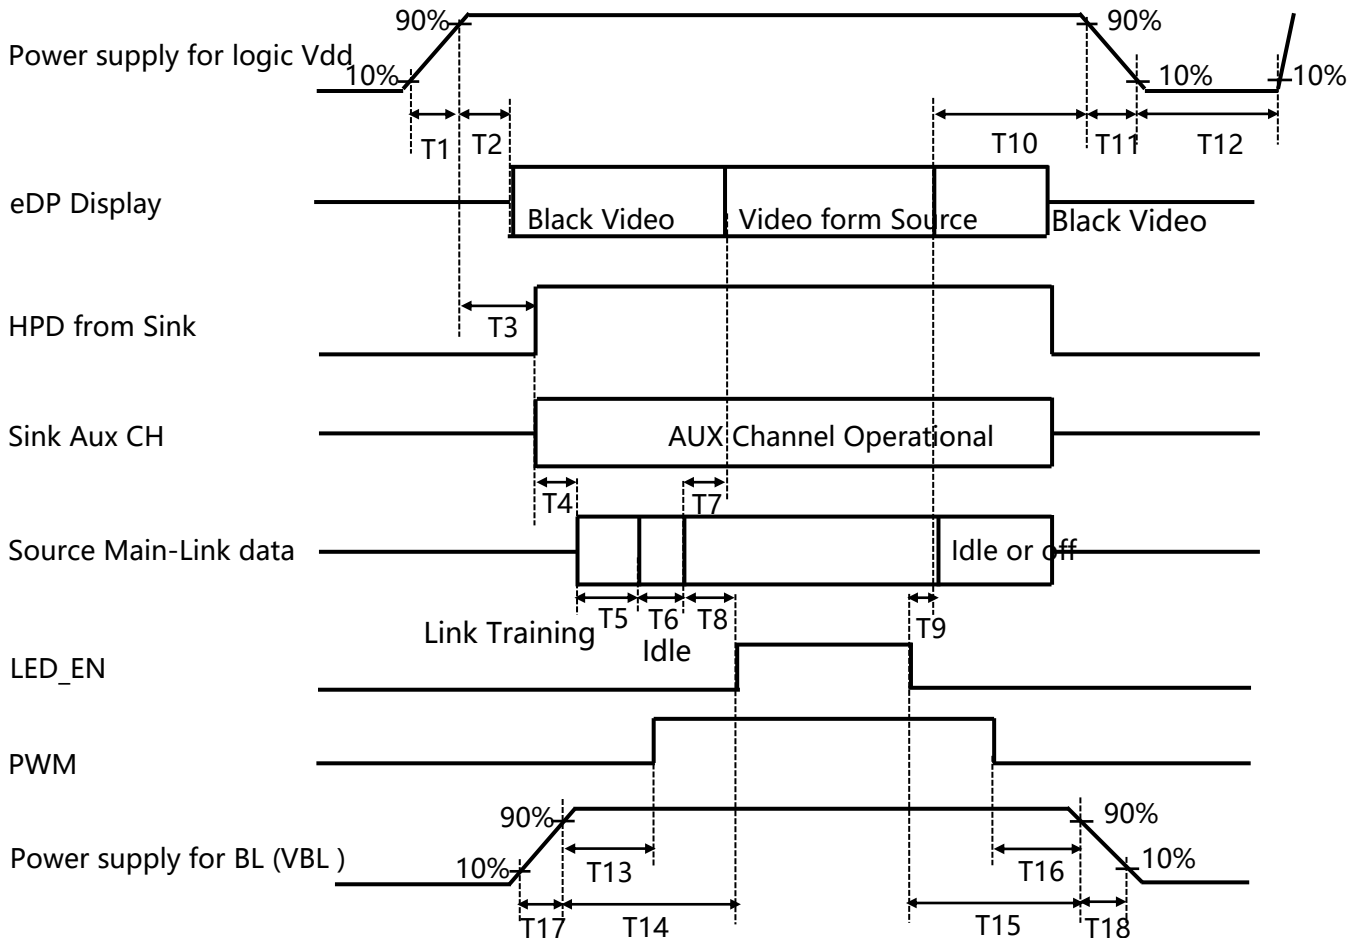 90%
90%
Power supply for logic Vdd
10%
10%
10%
T1
T2
T10
T11
T12
eDP Display
Black Video
Video form Source
Black Video
HPD from Sink
T3
Sink Aux CH
AUX Channel Operational
T4
T7
Source Main-Link data
Idle or off
T5
T6
T8
T9
Link Training
Idle
LED_EN
PWM
90%
90%
Power supply for BL (VBL )
10%
10%
T13
T16
T17
T14
T15
T18